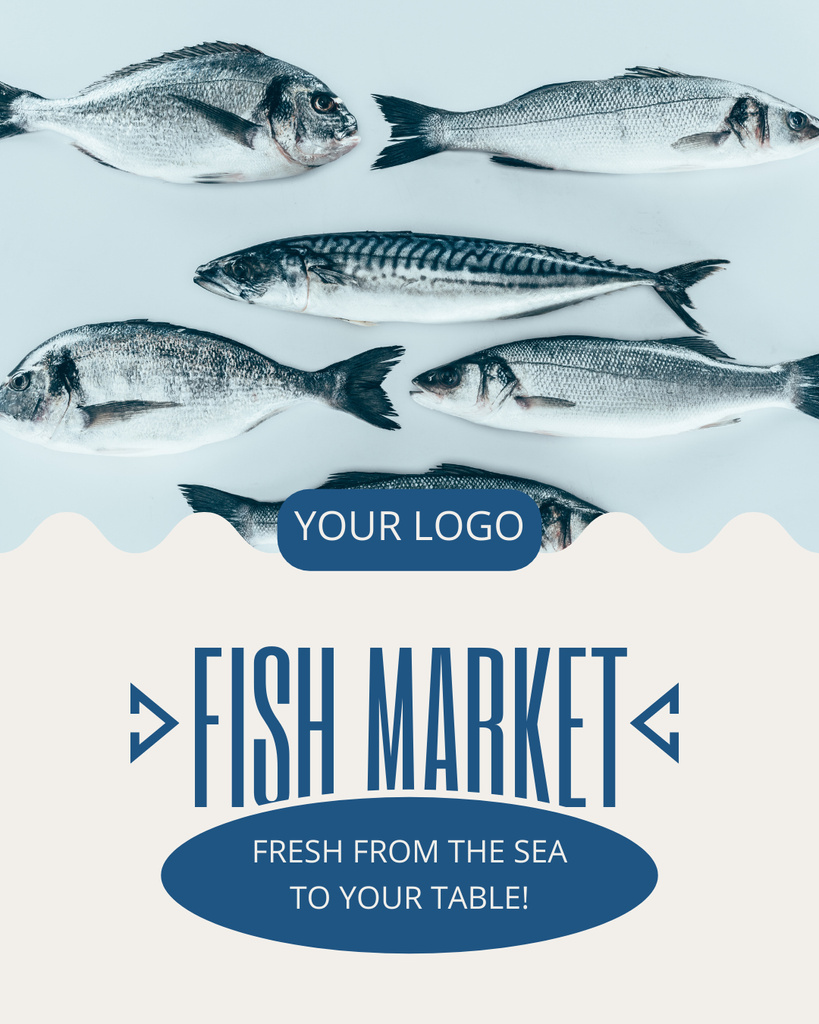 YOUR LOGO
FISH MARKET
FRESH FROM THE SEA
TO YOUR TABLE!